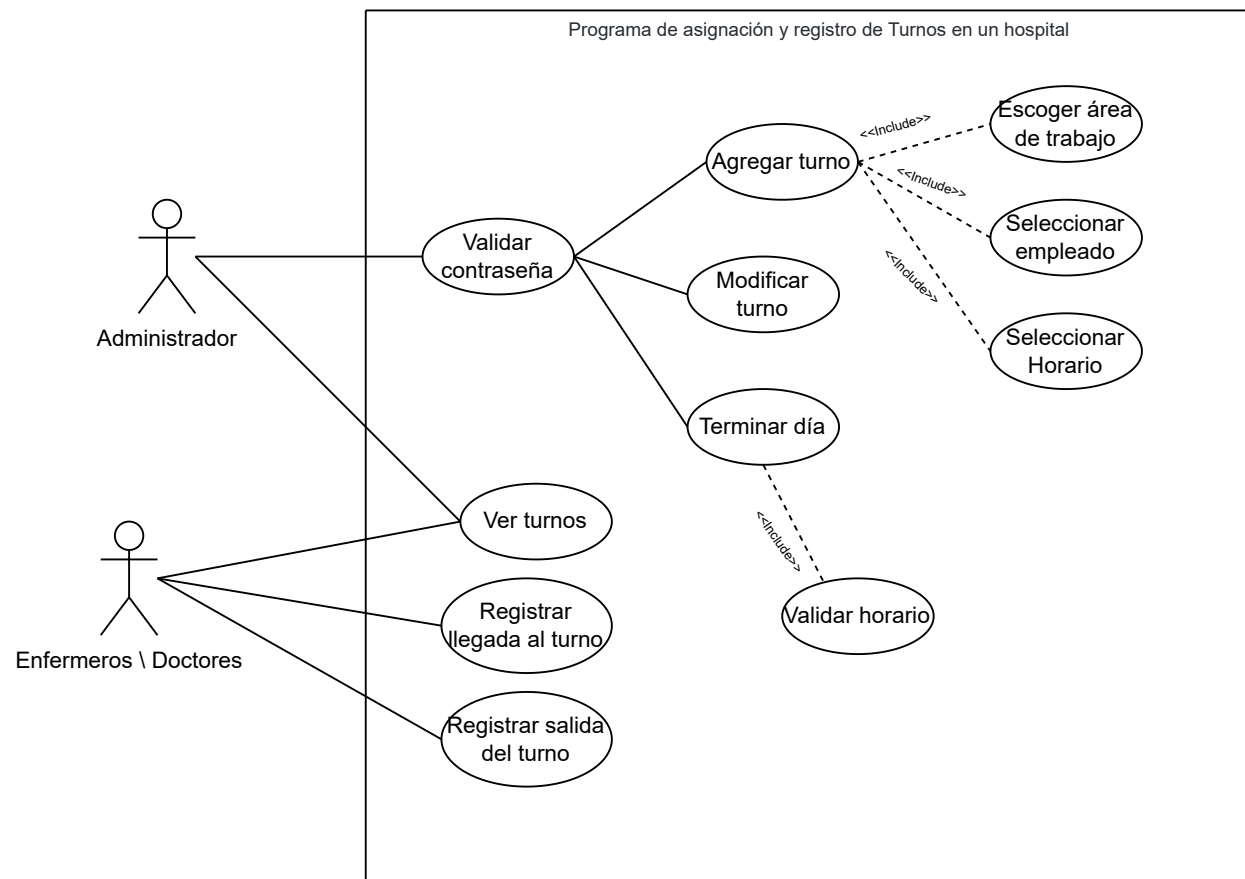 Programa de asignación y registro de Turnos en un hospital
Escoger área
de trabajo
<<Include>>
Agregar turno
<<Include>>
Seleccionar
empleado
Validar
contraseña
<<Include>>
Modificar
turno
Administrador
Seleccionar
Horario
Terminar día
Ver turnos
<<Include>>
Registrar
llegada al turno
Validar horario
Enfermeros \ Doctores
Registrar salida
del turno